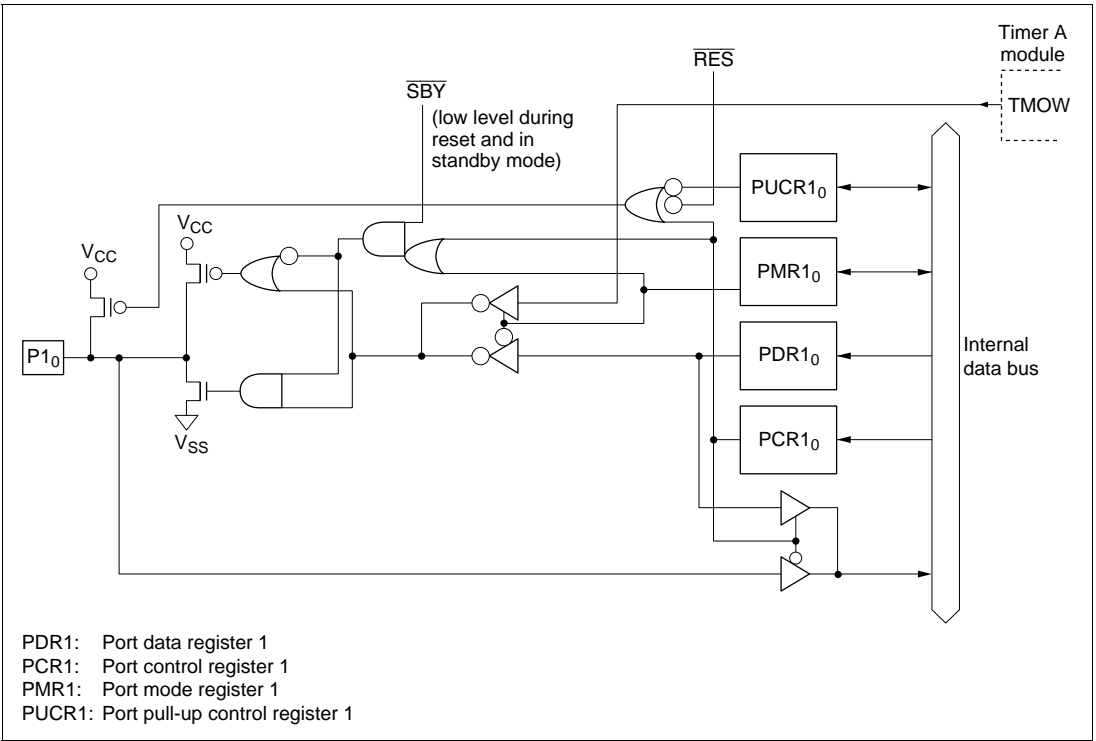 Timer A
module
RES
SBY
TMOW
(low level during
reset and in
standby mode)
PUCR1₀
V_CC
V_CC
PMR1₀
P1₀
PDR1₀
Internal
data bus
V_SS
PCR1₀
PDR1: Port data register 1
PCR1: Port control register 1
PMR1: Port mode register 1
PUCR1: Port pull-up control register 1